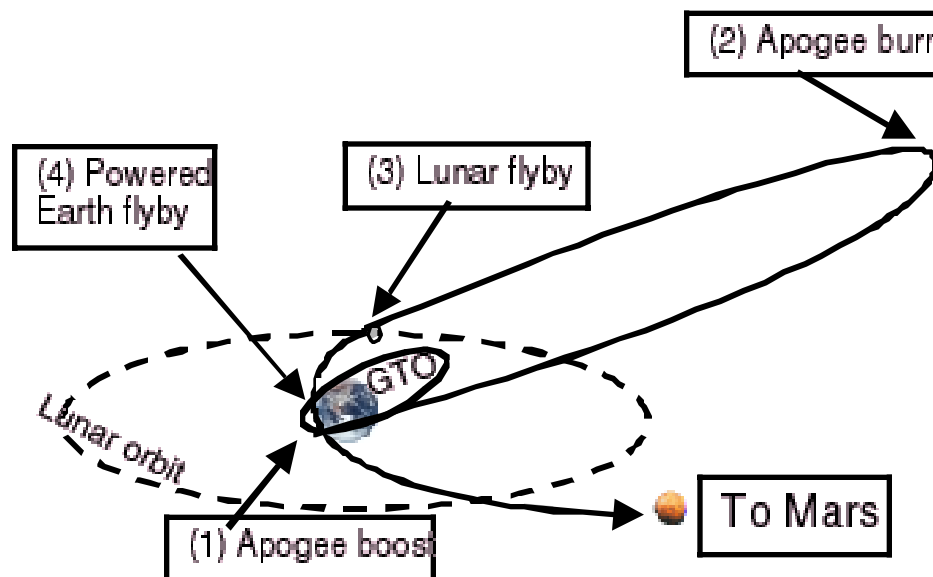 (2) Apogee burn
(4) Powered
Earth flyby
(3) Lunar flyby
GTO
Lunar orbit
To Mars
(1) Apogee boost